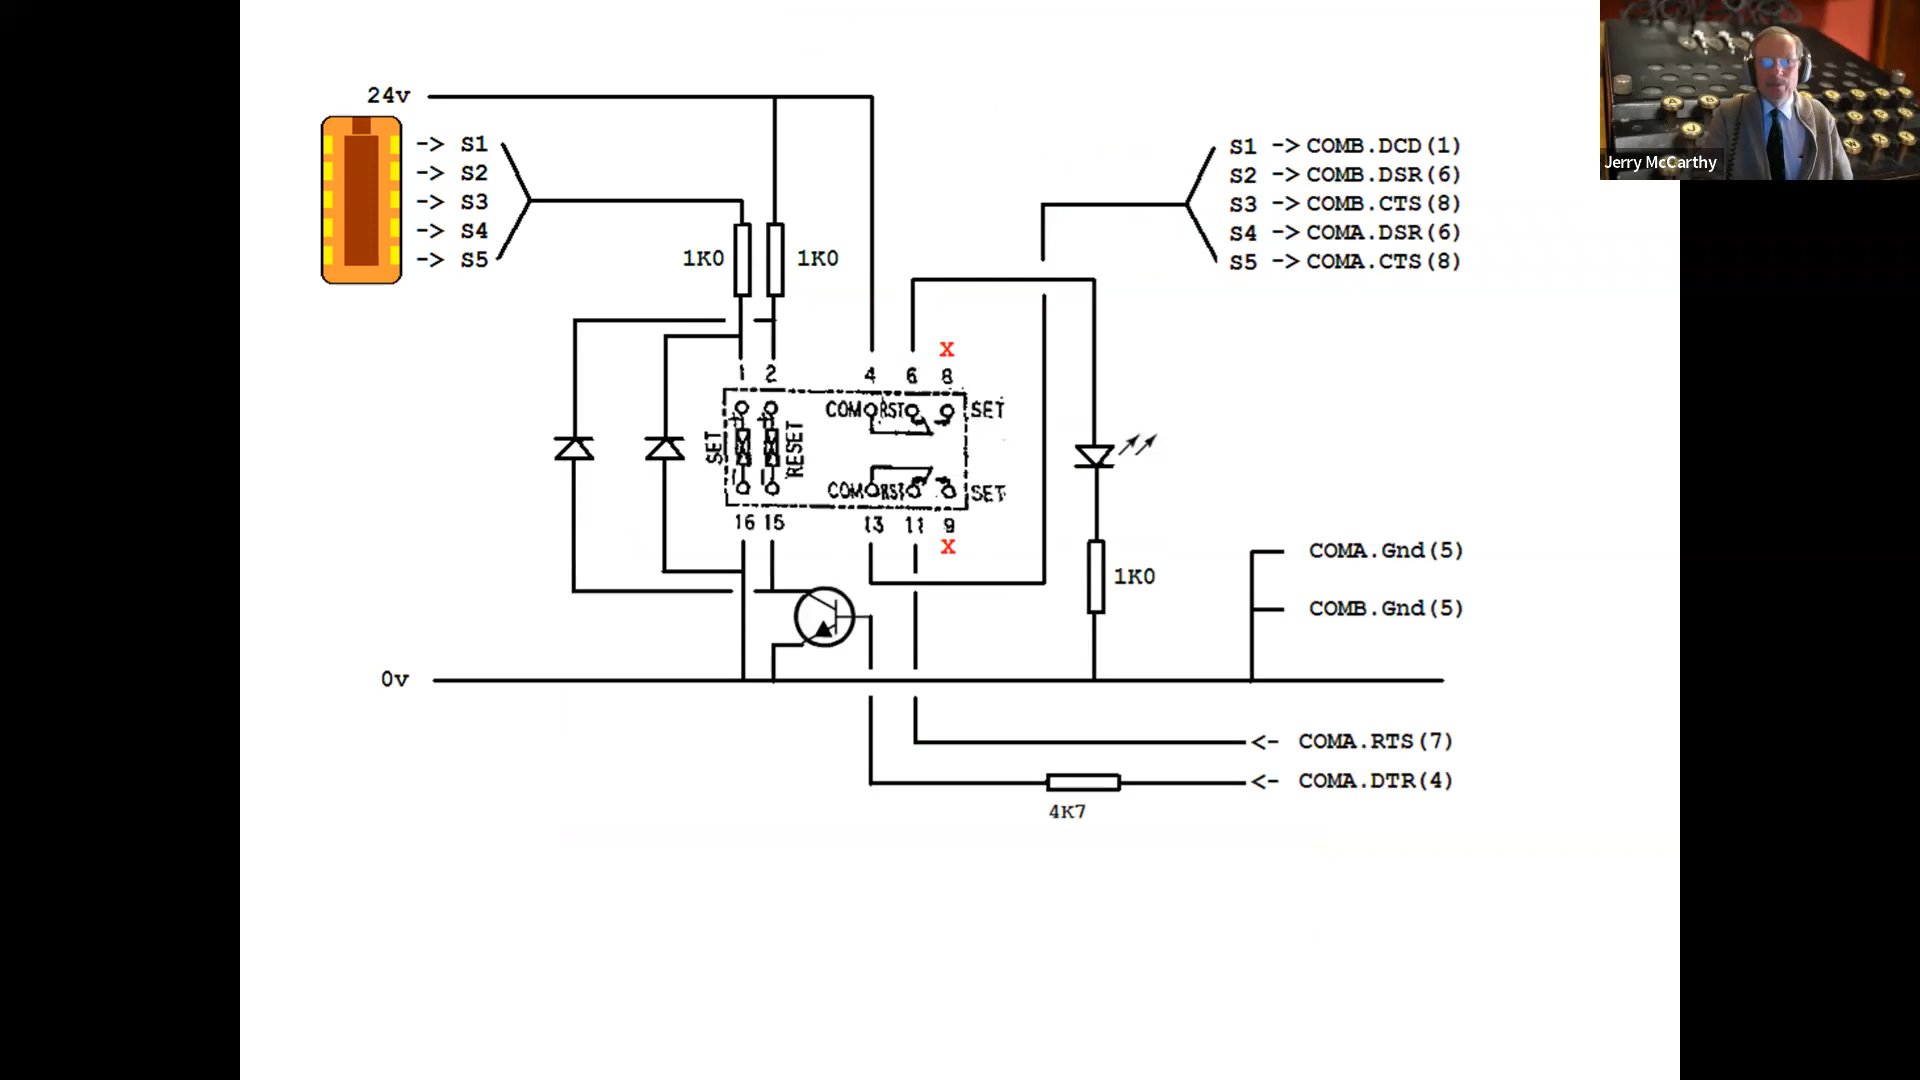 24v
-> S1
-> S2
-> S3
-> S4
-> S5
S1 -> COMB.DCD(1)
S2 -> COMB.DSR(6)
S3 -> COMB.CTS(8)
S4 -> COMA.DSR(6)
S5 -> COMA.CTS(8)
Jerry McCarthy
1K0
1K0
X
1 2 4 6 8
COM RST SET
SET RESET
COM RST SET
16 15 13 11 9
X
1K0
COMA.Gnd(5)
COMB.Gnd(5)
0v
<- COMA.RTS(7)
<- COMA.DTR(4)
4K7